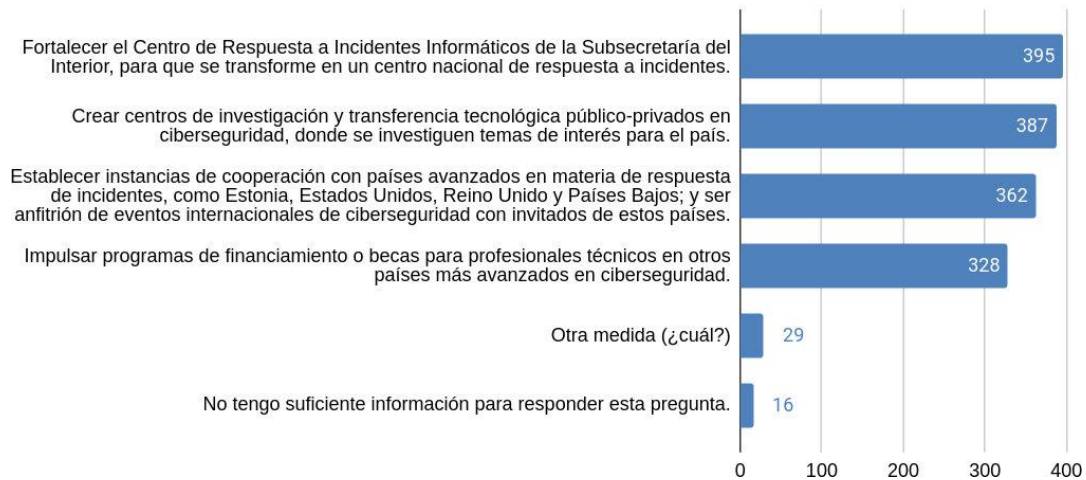 Fortalecer el Centro de Respuesta a Incidentes Informáticos de la Subsecretaría del
Interior, para que se transforme en un centro nacional de respuesta a incidentes.
395
Crear centros de investigación y transferencia tecnológica público-privados en
ciberseguridad, donde se investiguen temas de interés para el país.
387
Establecer instancias de cooperación con países avanzados en materia de respuesta
de incidentes, como Estonia, Estados Unidos, Reino Unido y Países Bajos; y ser
anfitrión de eventos internacionales de ciberseguridad con invitados de estos países.
362
Impulsar programas de financiamiento o becas para profesionales técnicos en otros
países más avanzados en ciberseguridad.
328
Otra medida (¿cuál?)
29
No tengo suficiente información para responder esta pregunta.
16
0 100 200 300 400